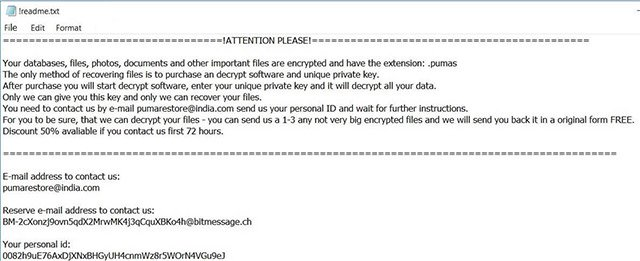 !readme.txt
File Edit Format
==================================!ATTENTION PLEASE!===========================================
Your databases, files, photos, documents and other important files are encrypted and have the extension: .pumas
The only method of recovering files is to purchase an decrypt software and unique private key.
After purchase you will start decrypt software, enter your unique private key and it will decrypt all your data.
Only we can give you this key and only we can recover your files.
You need to contact us by e-mail pumarestore@india.com send us your personal ID and wait for further instructions.
For you to be sure, that we can decrypt your files - you can send us a 1-3 any not very big encrypted files and we will send you back it in a original form FREE.
Discount 50% avaliable if you contact us first 72 hours.
===============================================================================================
E-mail address to contact us:
pumarestore@india.com
Reserve e-mail address to contact us:
BM-2cXonzj9ovn5qdX2MrwMK4j3qCquXBKo4h@bitmessage.ch
Your personal id:
0082h9uE76AxDjXNxBHGyUH4cnmWz8r5WOrN4VGu9eJ